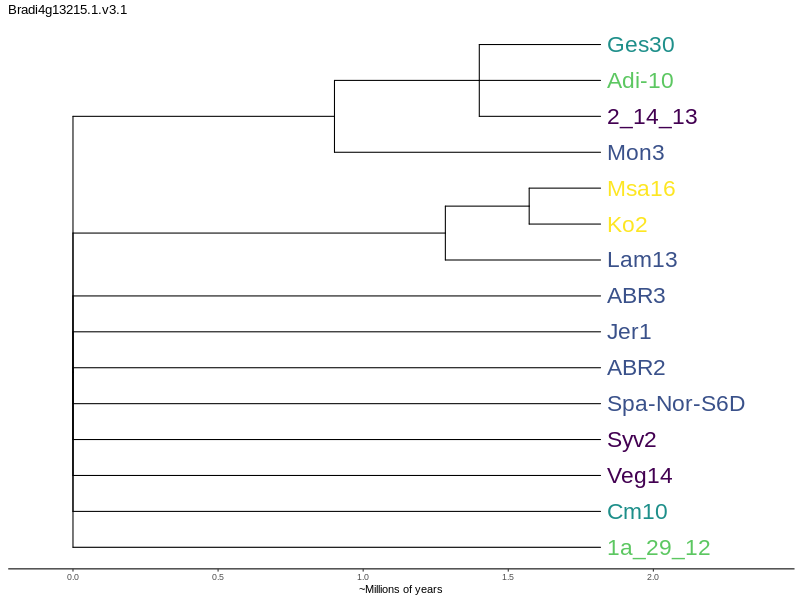 Bradi4g13215.1.v3.1
Ges30
Adi-10
2_14_13
Mon3
Msa16
Ko2
Lam13
ABR3
Jer1
ABR2
Spa-Nor-S6D
Syv2
Veg14
Cm10
1a_29_12
0.0 0.5 1.0 1.5 2.0
~Millions of years